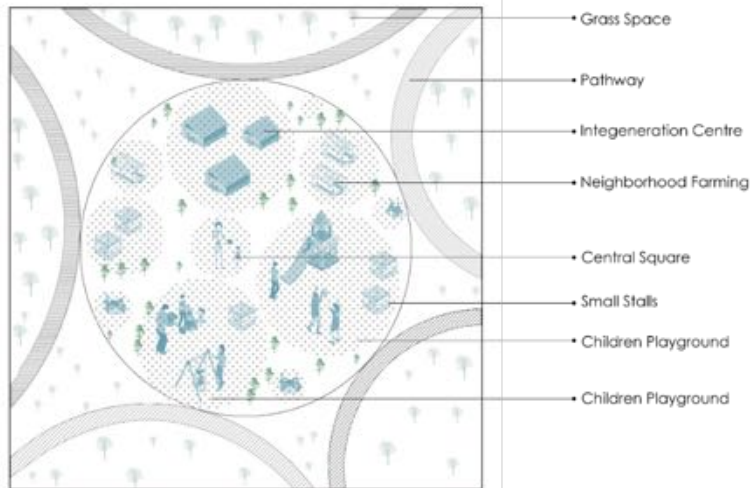 Grass Space
Pathway
Integeneration Centre
Neighborhood Farming
Central Square
Small Stalls
Children Playground
Children Playground